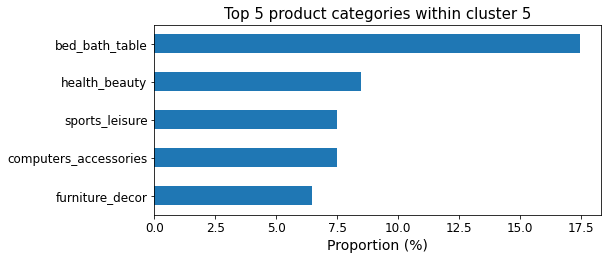 Top 5 product categories within cluster 5
bed_bath_table
health_beauty
sports_leisure
computers_accessories
furniture_decor
0.0 2.5 5.0 7.5 10.0 12.5 15.0 17.5
Proportion (%)